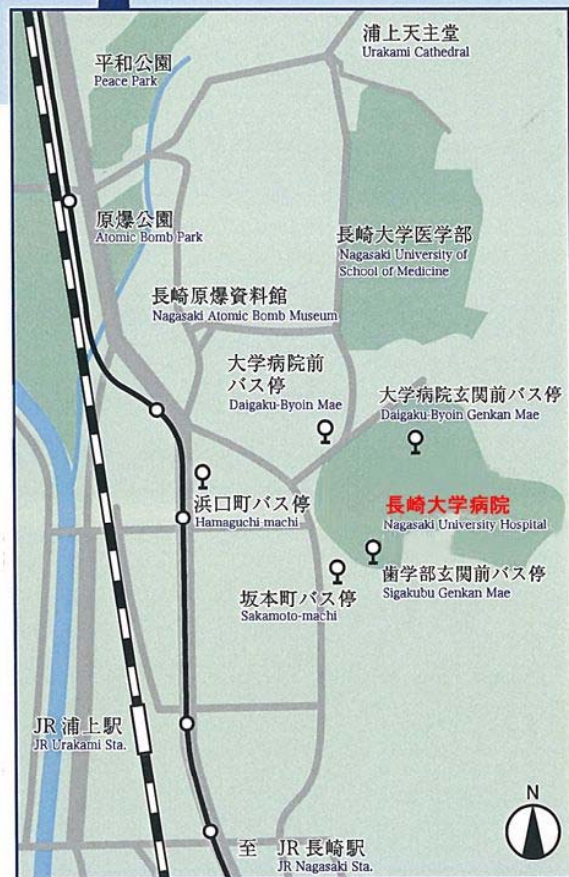 浦上天主堂
Urakami Cathedral
平和公園
Peace Park
原爆公園
Atomic Bomb Park
長崎大学医学部
Nagasaki University of
School of Medicine
長崎原爆資料館
Nagasaki Atomic Bomb Museum
大学病院前
バス停
Daigaku-Byoin Mae
大学病院玄関前バス停
Daigaku-Byoin Genkan Mae
浜口町バス停
Hamaguchi-machi
長崎大学病院
Nagasaki University Hospital
坂本町バス停
Sakamoto-machi
歯学部玄関前バス停
Sigakubu Genkan Mae
JR 浦上駅
JR Urakami Sta.
N
至 JR 長崎駅
JR Nagasaki Sta.